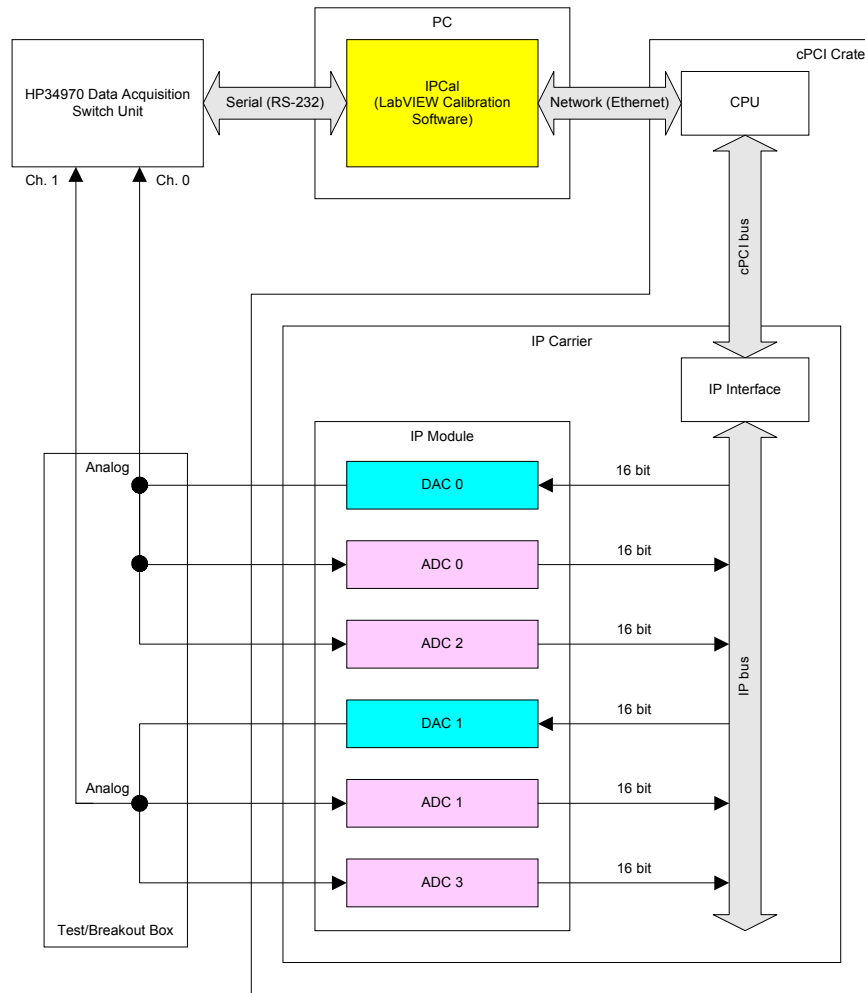 PC
cPCI Crate
HP34970 Data Acquisition
Switch Unit
Serial (RS-232)
IPCal
(LabVIEW Calibration
Software)
Network (Ethernet)
CPU
Ch. 1
Ch. 0
cPCI bus
IP Carrier
IP Interface
IP Module
Analog
DAC 0
16 bit
ADC 0
16 bit
ADC 2
16 bit
IP bus
DAC 1
16 bit
Analog
ADC 1
16 bit
ADC 3
16 bit
Test/Breakout Box